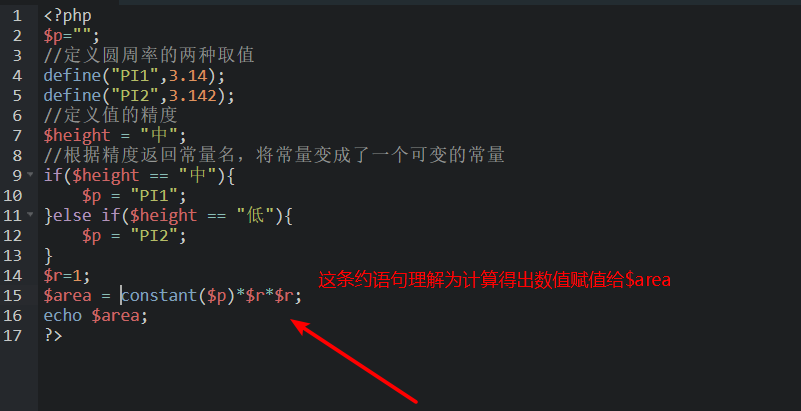 1 <?php
2 $p="";
3 //定义圆周率的两种取值
4 define("PI1",3.14);
5 define("PI2",3.142);
6 //定义值的精度
7 $height = "中";
8 //根据精度返回常量名，将常量变成了一个可变的常量
9 if($height == "中"){
10 $p = "PI1";
11 }else if($height == "低"){
12 $p = "PI2";
13 }
14 $r=1;
这条约语句理解为计算得出数值赋值给$area
15 $area = constant($p)*$r*$r;
16 echo $area;
17 ?>